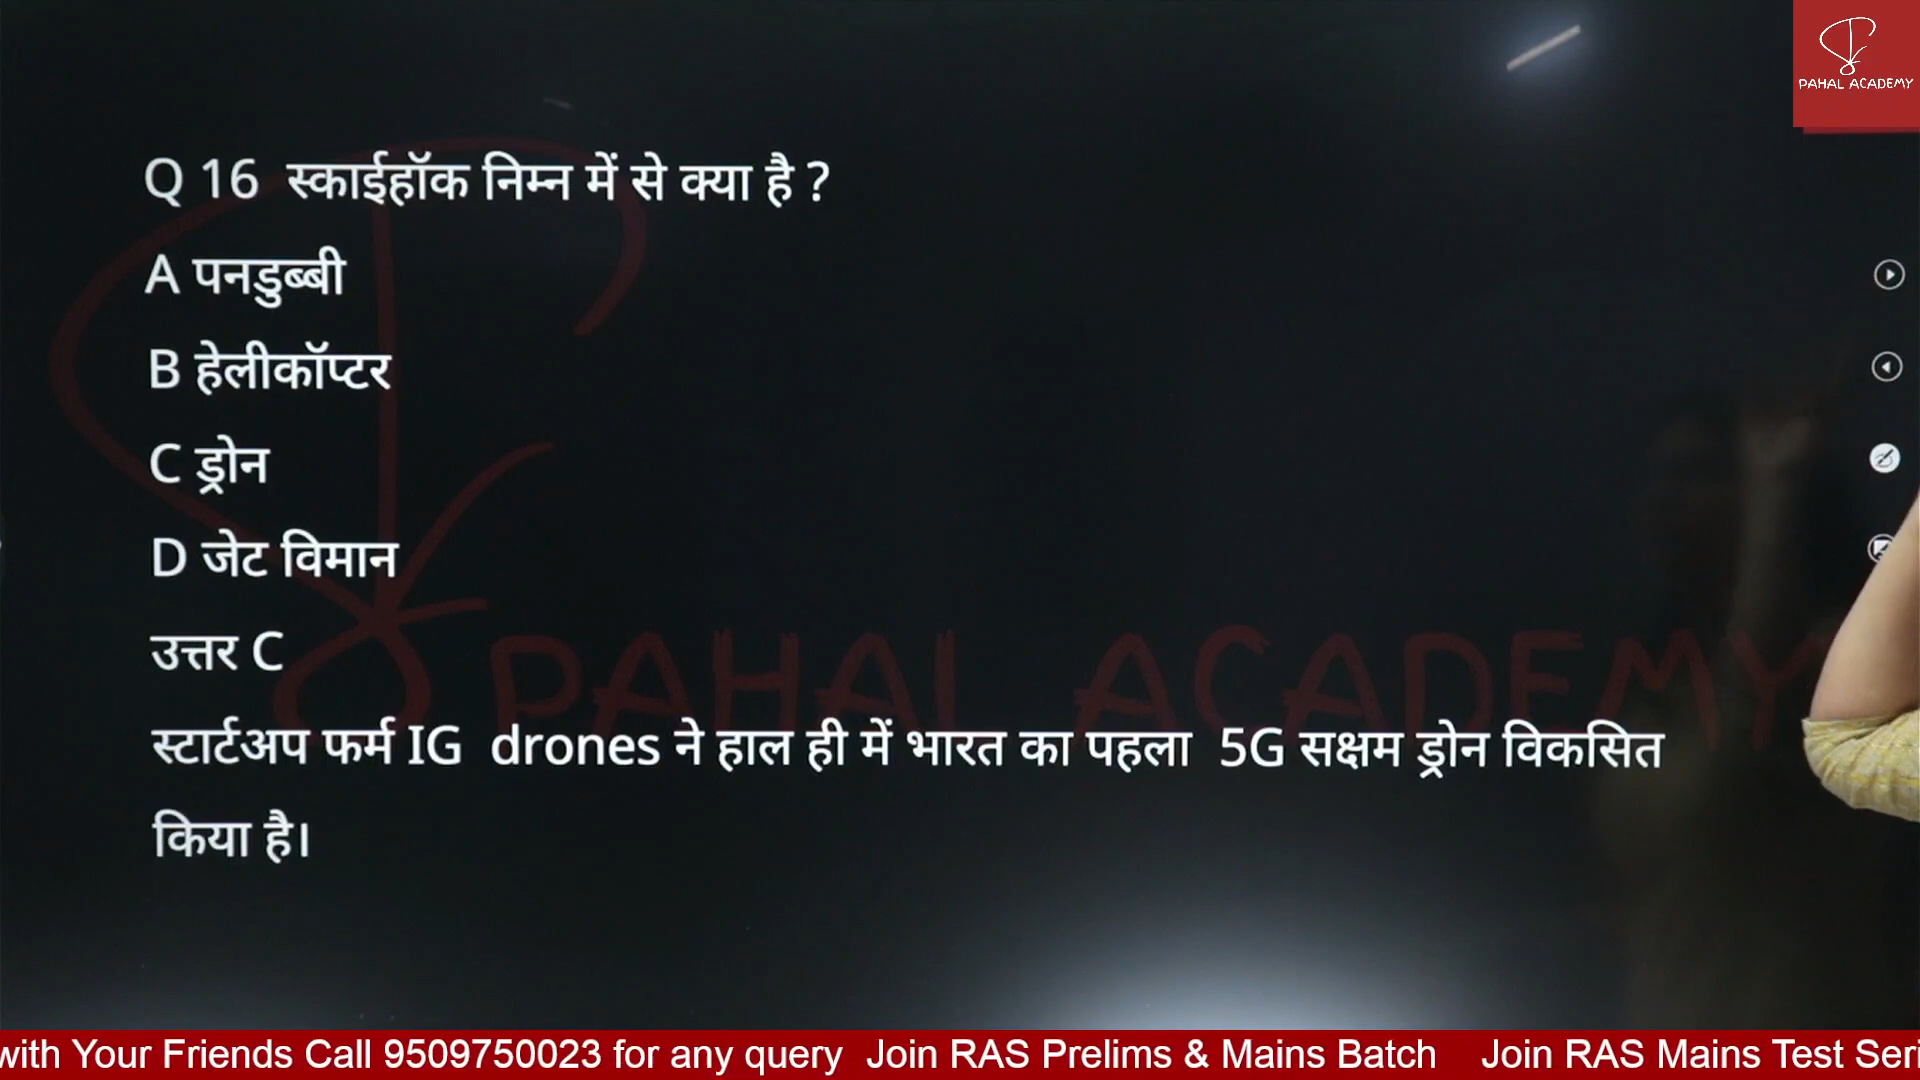 PAHAL ACADEMY
Q 16 स्काईहॉक निम्न में से क्या है ?
A पनडुब्बी
B हेलीकॉप्टर
C ड्रोन
D जेट विमान
उत्तर C
PAHAL ACADEMY
स्टार्टअप फर्म IG drones ने हाल ही में भारत का पहला 5G सक्षम ड्रोन विकसित
किया है।
with Your Friends Call 9509750023 for any query Join RAS Prelims & Mains Batch Join RAS Mains Test Seri